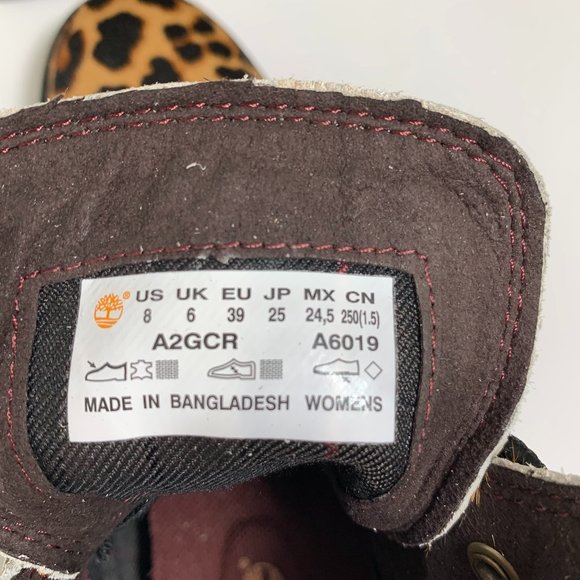 ® US UK EU JP MX CN
8 6 39 25 24,5 250(1.5)
A2GCR A6019
MADE IN BANGLADESH WOMENS